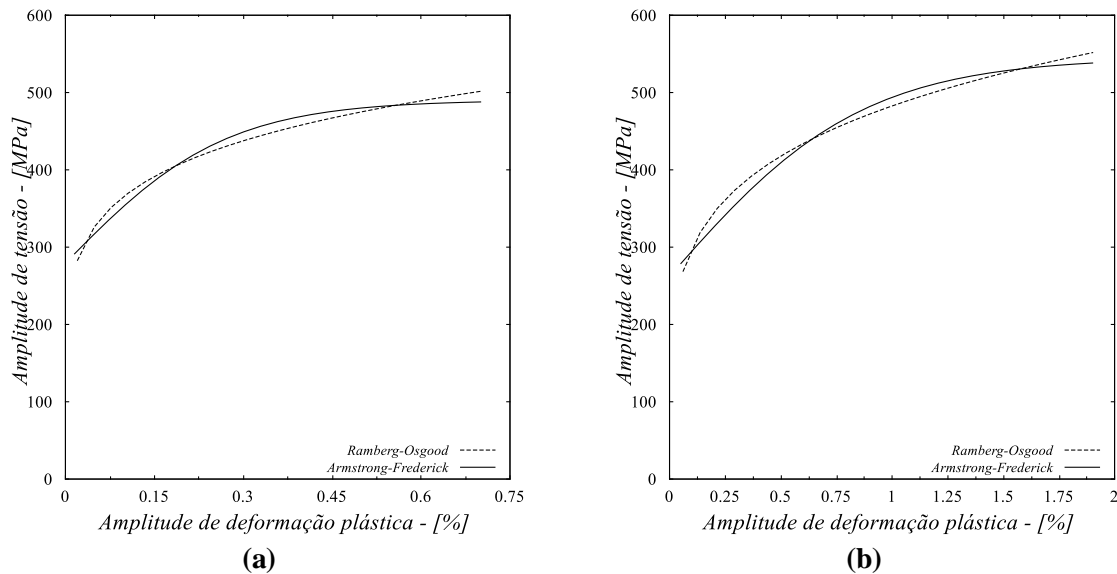 600
500
400
300
200
100
0
Amplitude de tensão - [MPa]
Ramberg-Osgood
Armstrong-Frederick
0 0.15 0.3 0.45 0.6 0.75
Amplitude de deformação plástica - [%]
(a)
600
500
400
300
200
100
0
Amplitude de tensão - [MPa]
Ramberg-Osgood
Armstrong-Frederick
0 0.25 0.5 0.75 1 1.25 1.5 1.75 2
Amplitude de deformação plástica - [%]
(b)